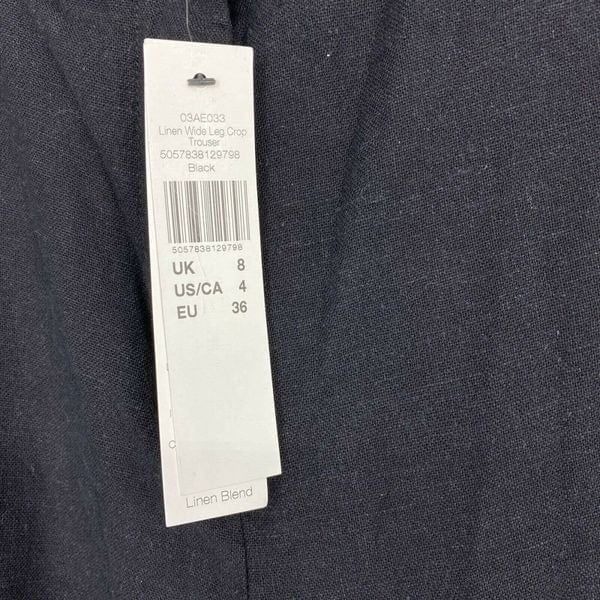 03AE033
Linen Wide Leg Crop
Trouser
5057838129798
Black
5057838129798
UK 8
US/CA 4
EU 36
C
Linen Blend